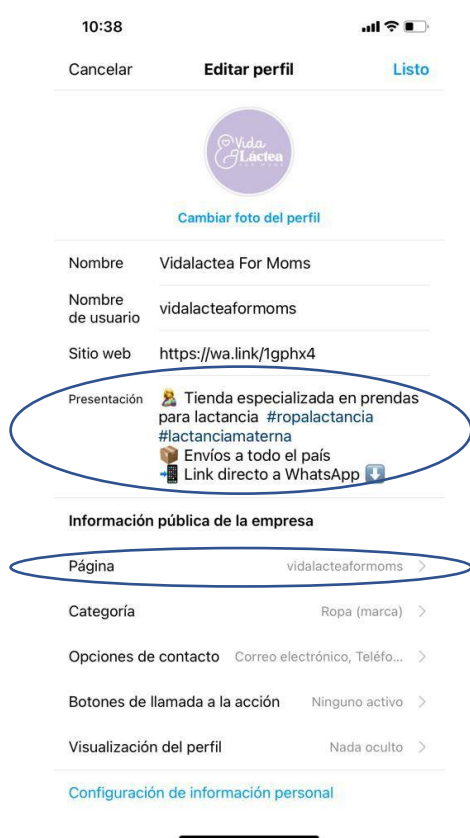 10:38
Cancelar Editar perfil Listo
Vida
Láctea
FOR MOMS
Cambiar foto del perfil
Nombre Vidalactea For Moms
Nombre
de usuario vidalacteaformoms
Sitio web https://wa.link/1gphx4
Presentación 🤱 Tienda especializada en prendas
para lactancia #ropalactancia
#lactanciamaterna
📦 Envíos a todo el país
📲 Link directo a WhatsApp ⬇️
Información pública de la empresa
Página vidalacteaformoms >
Categoría Ropa (marca) >
Opciones de contacto Correo electrónico, Teléfo... >
Botones de llamada a la acción Ninguno activo >
Visualización del perfil Nada oculto >
Configuración de información personal